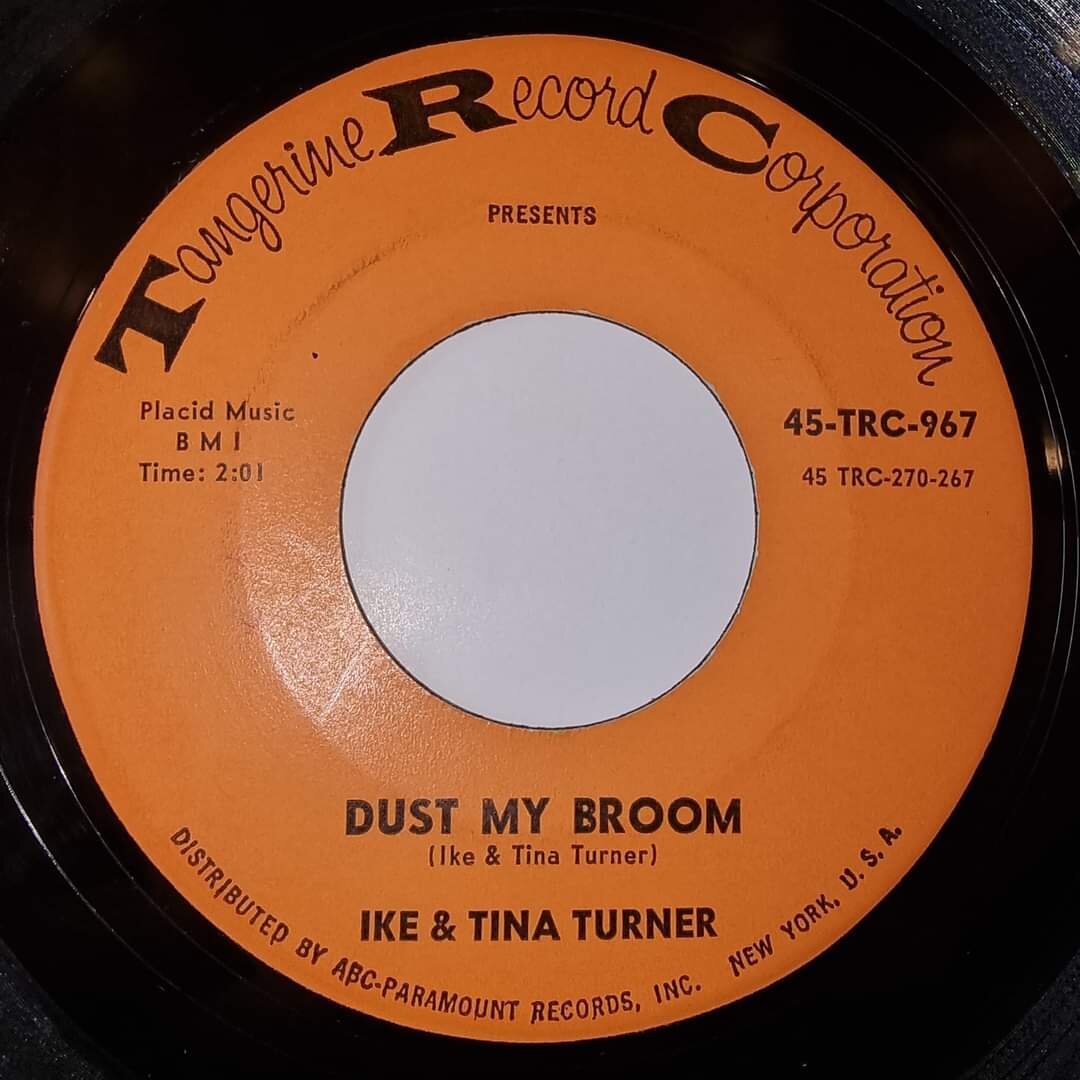 Tangerine Record Corporation
PRESENTS
Placid Music
B M I
Time: 2:01
45-TRC-967
45 TRC-270-267
DUST MY BROOM
(Ike & Tina Turner)
IKE & TINA TURNER
DISTRIBUTED BY ABC-PARAMOUNT RECORDS, INC. NEW YORK, U. S. A.